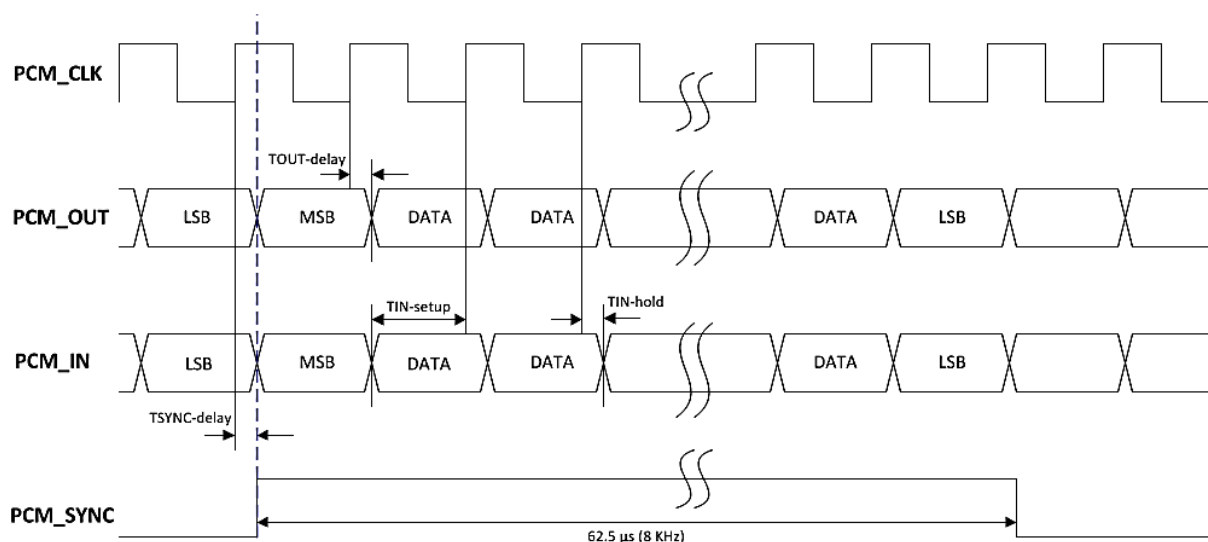 PCM_CLK
TOUT-delay
PCM_OUT LSB MSB DATA DATA DATA LSB
TIN-setup TIN-hold
PCM_IN LSB MSB DATA DATA DATA LSB
TSYNC-delay
PCM_SYNC
62.5 µs (8 KHz)